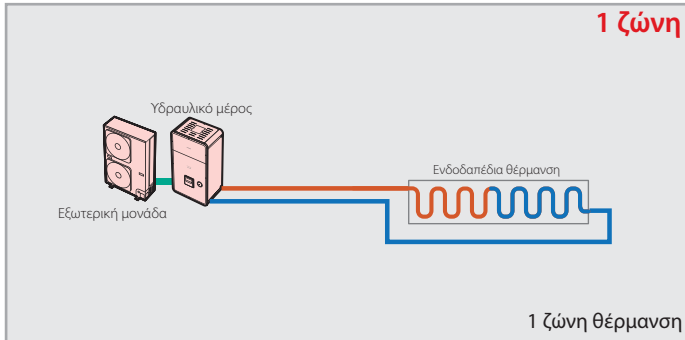 1 ζώνη
Υδραυλικό μέρος
Ενδοδαπέδια θέρμανση
Εξωτερική μονάδα
1 ζώνη θέρμανση